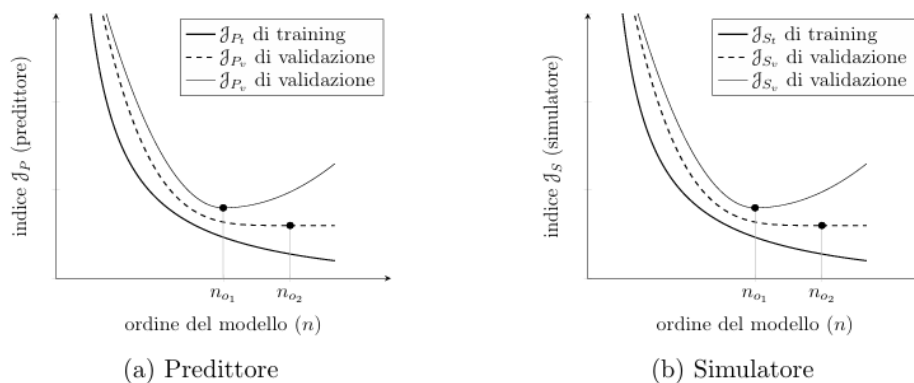 indice 𝒥_P (predittore)
𝒥_{P_t} di training
𝒥_{P_v} di validazione
𝒥_{P_v} di validazione
n_{o_1}
n_{o_2}
ordine del modello (n)
(a) Predittore
indice 𝒥_S (simulatore)
𝒥_{S_t} di training
𝒥_{S_v} di validazione
𝒥_{S_v} di validazione
n_{o_1}
n_{o_2}
ordine del modello (n)
(b) Simulatore